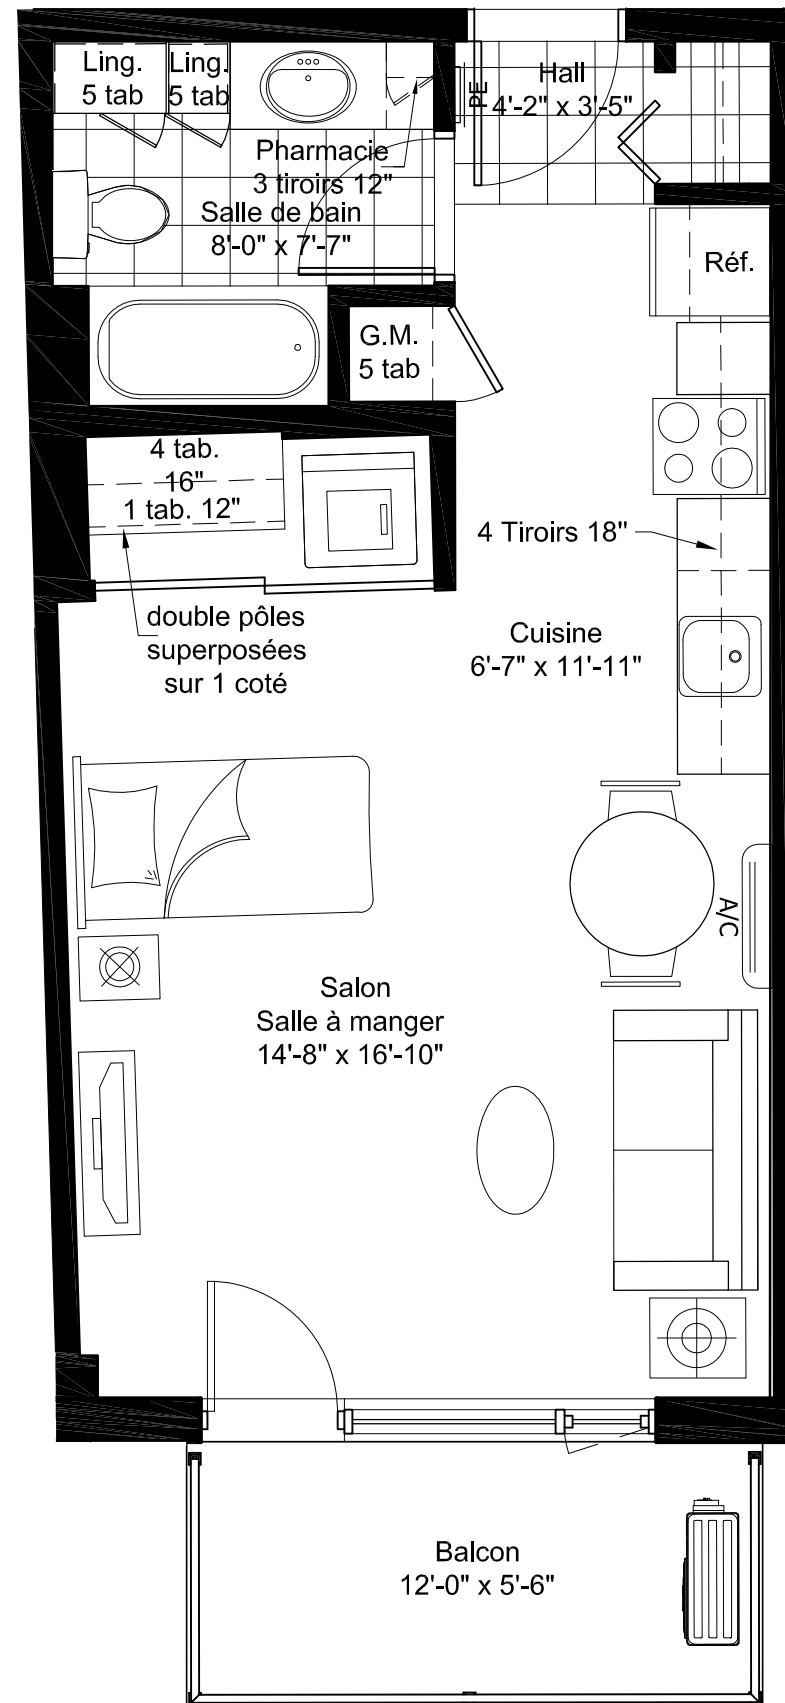 Ling.
5 tab
Ling.
5 tab
Hall
4'-2" x 3'-5"
PE
Pharmacie
3 tiroirs 12"
Salle de bain
8'-0" x 7'-7"
Réf.
G.M.
5 tab
4 tab.
16"
1 tab. 12"
4 Tiroirs 18"
double pôles
superposées
sur 1 coté
Cuisine
6'-7" x 11'-11"
A/C
Salon
Salle à manger
14'-8" x 16'-10"
Balcon
12'-0" x 5'-6"